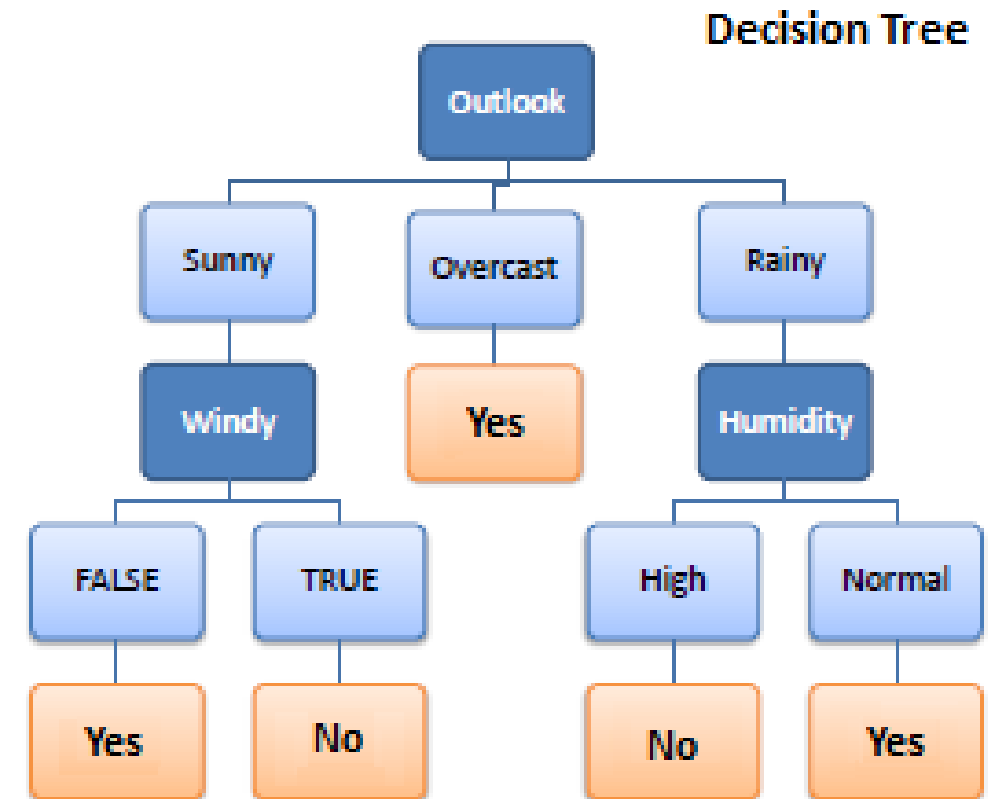 Decision Tree
Outlook
Sunny
Overcast
Rainy
Windy
Yes
Humidity
FALSE
TRUE
High
Normal
Yes
No
No
Yes